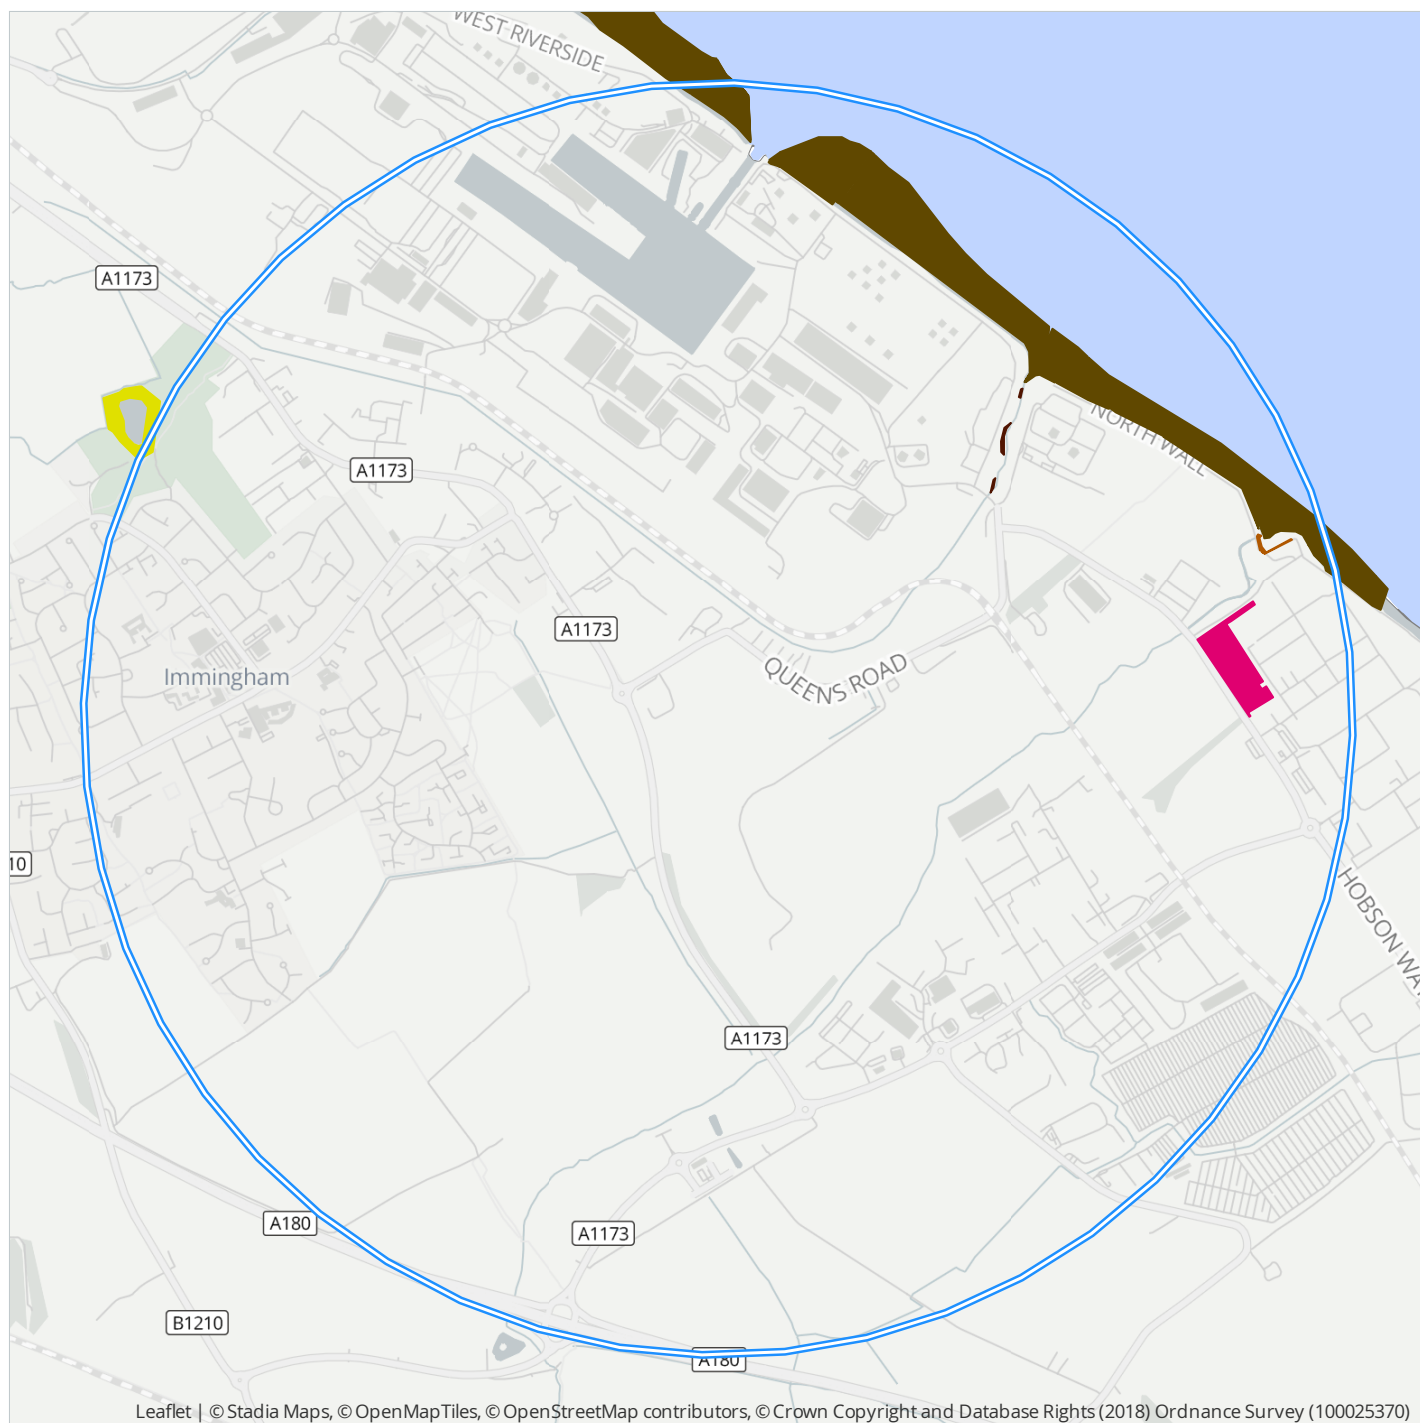 WEST RIVERSIDE
A1173
NORTH WALL
A1173
A1173
QUEENS ROAD
Immingham
10
HOBSON WA
A1173
A180
A1173
B1210
A180
Leaflet | © Stadia Maps, © OpenMapTiles, © OpenStreetMap contributors, © Crown Copyright and Database Rights (2018) Ordnance Survey (100025370)